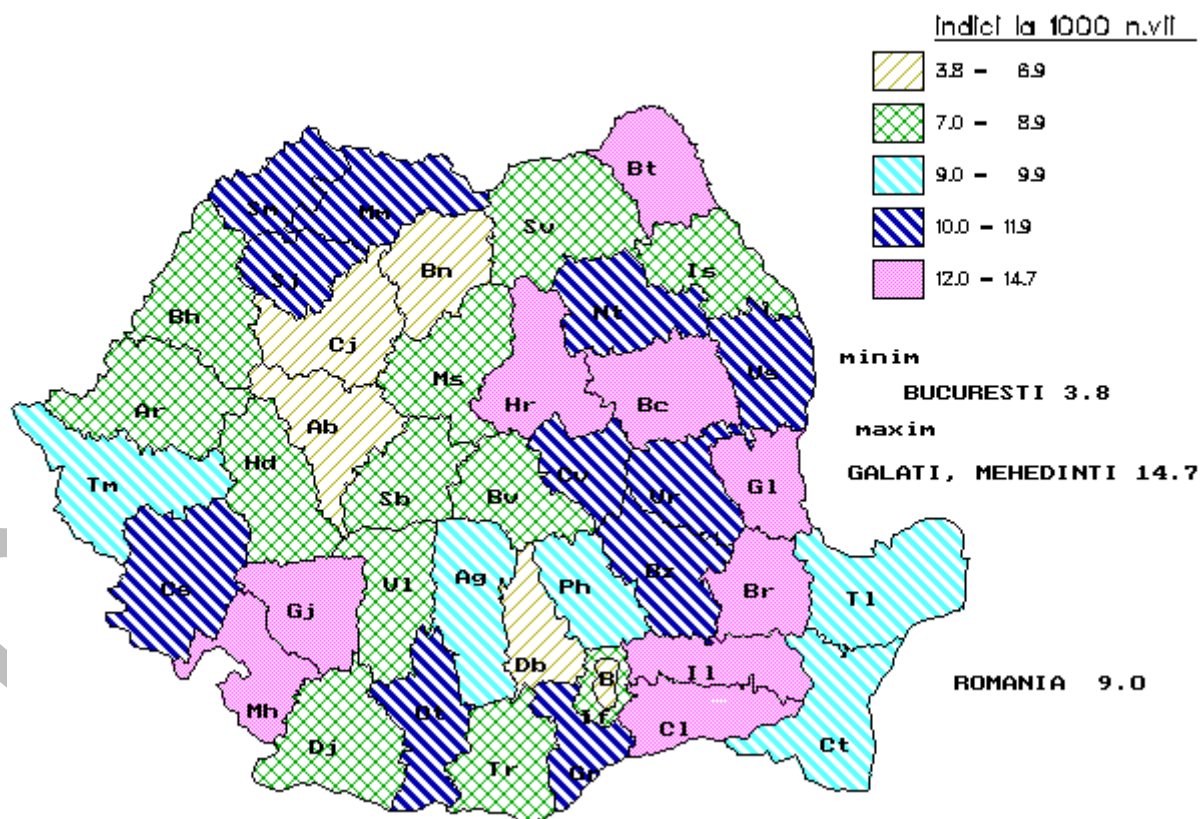 Indici la 1000 n.vii
3.8 - 6.9
7.0 - 8.9
9.0 - 9.9
10.0 - 11.9
12.0 - 14.7
Bt
Sm
Mm
Sv
Bn
Is
Sj
Nt
Bh
Cj
minim
Vs
BUCURESTI 3.8
Ms
Hr
Bc
Ar
Ab
maxim
Hd
Cv
GALATI, MEHEDINTI 14.7
Tm
Sb
Bv
Vr
Gl
Cs
Ag
Ph
Bz
Br
Tl
Gj
Vl
Db
B
Il
ROMANIA 9.0
Mh
Ot
If
Cl
Dj
Tr
Gr
Ct